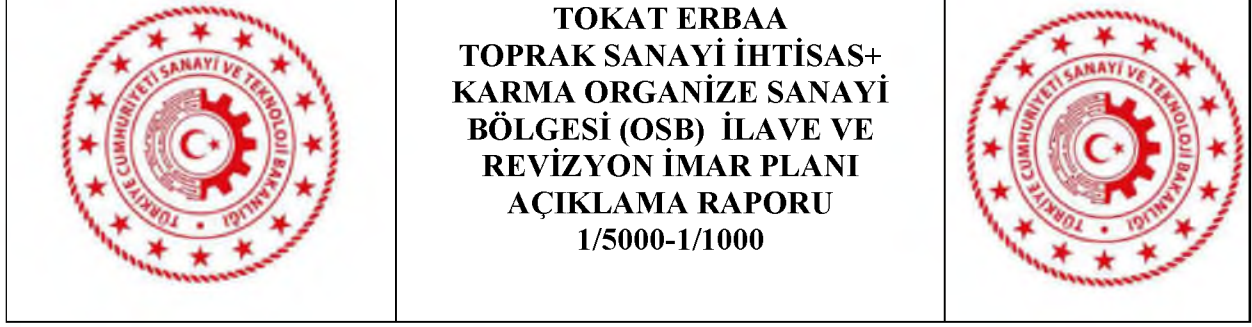 TOKAT ERBAA
TOPRAK SANAYİ İHTİSAS+
KARMA ORGANİZE SANAYİ
BÖLGESİ (OSB) İLAVE VE
REVİZYON İMAR PLANI
AÇIKLAMA RAPORU
1/5000-1/1000
TÜRKİYE CUMHURİYETİ SANAYİ VE TEKNOLOJİ BAKANLIĞI
TÜRKİYE CUMHURİYETİ SANAYİ VE TEKNOLOJİ BAKANLIĞI